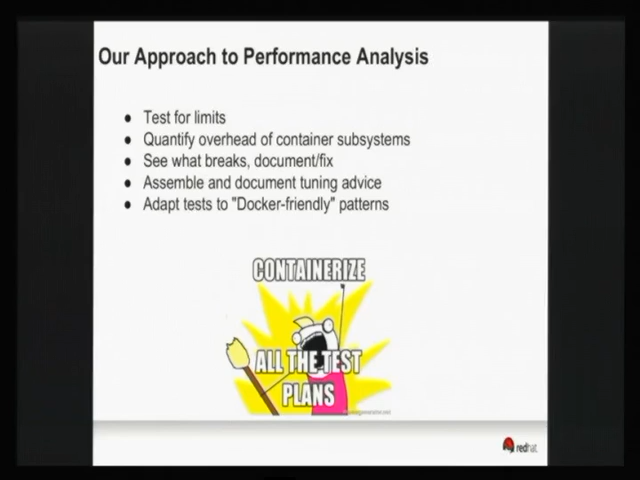 Our Approach to Performance Analysis
● Test for limits
● Quantify overhead of container subsystems
● See what breaks, document/fix
● Assemble and document tuning advice
● Adapt tests to "Docker-friendly" patterns
CONTAINERIZE
ALL THE TEST
PLANS
redhat